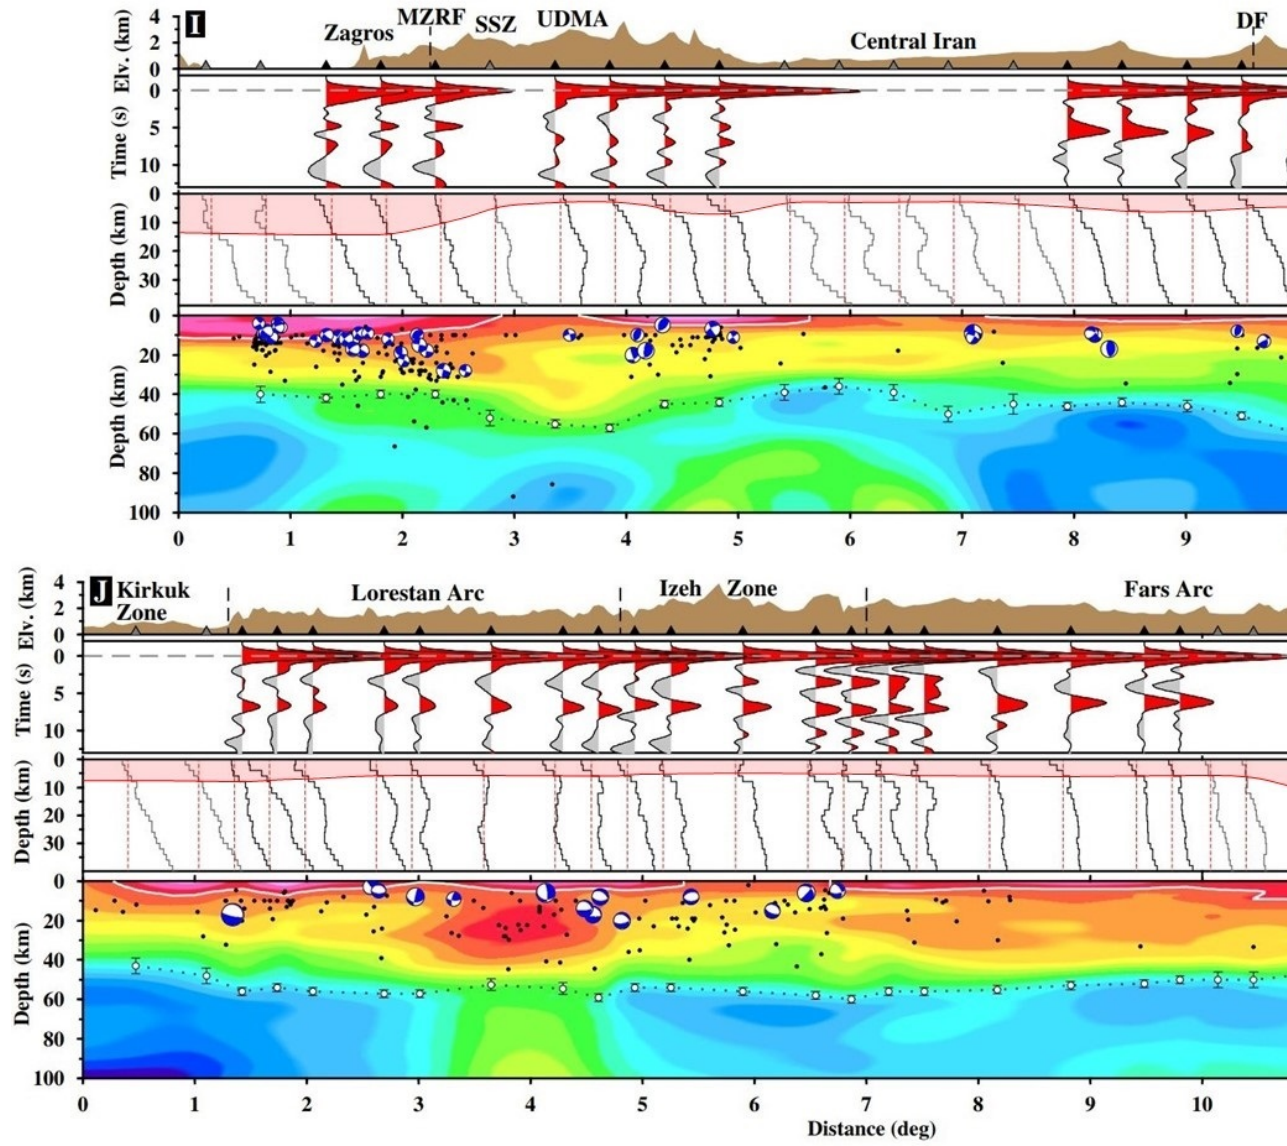 I
Elv. (km)
4
2
0
Zagros
MZRF
SSZ
UDMA
Central Iran
DF
Time (s)
0
5
10
Depth (km)
0
10
20
30
Depth (km)
0
20
40
60
80
100
0 1 2 3 4 5 6 7 8 9
J
Elv. (km)
4
2
0
Kirkuk
Zone
Lorestan Arc
Izeh Zone
Fars Arc
Time (s)
0
5
10
Depth (km)
0
10
20
30
Depth (km)
0
20
40
60
80
100
0 1 2 3 4 5 6 7 8 9 10
Distance (deg)